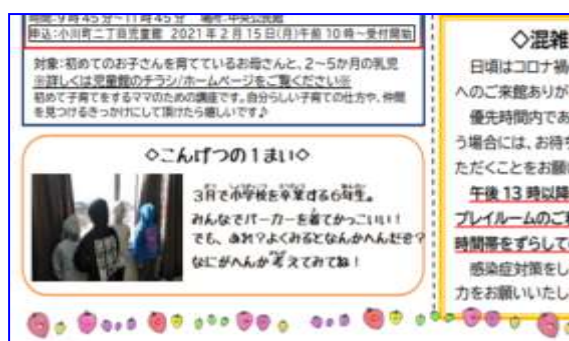 時間:9時45分~11時45分 場所:中央公民館
申込:小川町二丁目児童館 2021年2月15日(月)午前10時~受付開始
対象:初めてのお子さんを育てているお母さんと、2~5か月の乳児
※詳しくは児童館のチラシ/ホームページをご覧ください※
初めて子育てをするママのための講座です。自分らしい子育ての仕方や、仲間
を見つけるきっかけにして頂けたら嬉しいです♪
◇こんげつの1まい◇
3月で小学校を卒業する6年生。
みんなでパーカーを着てかっこいい!
でも、あれ?よくみるとなんかへんだぞ?
なにがへんか考えてみてね!
◇混雑
日頃はコロナ禍
へのご来館ありが
優先時間内であ
う場合には、お待ち
ただくことをお願い
午後13時以降
プレイルームのご利
時間帯をずらして
感染症対策をし
力をお願いいたし